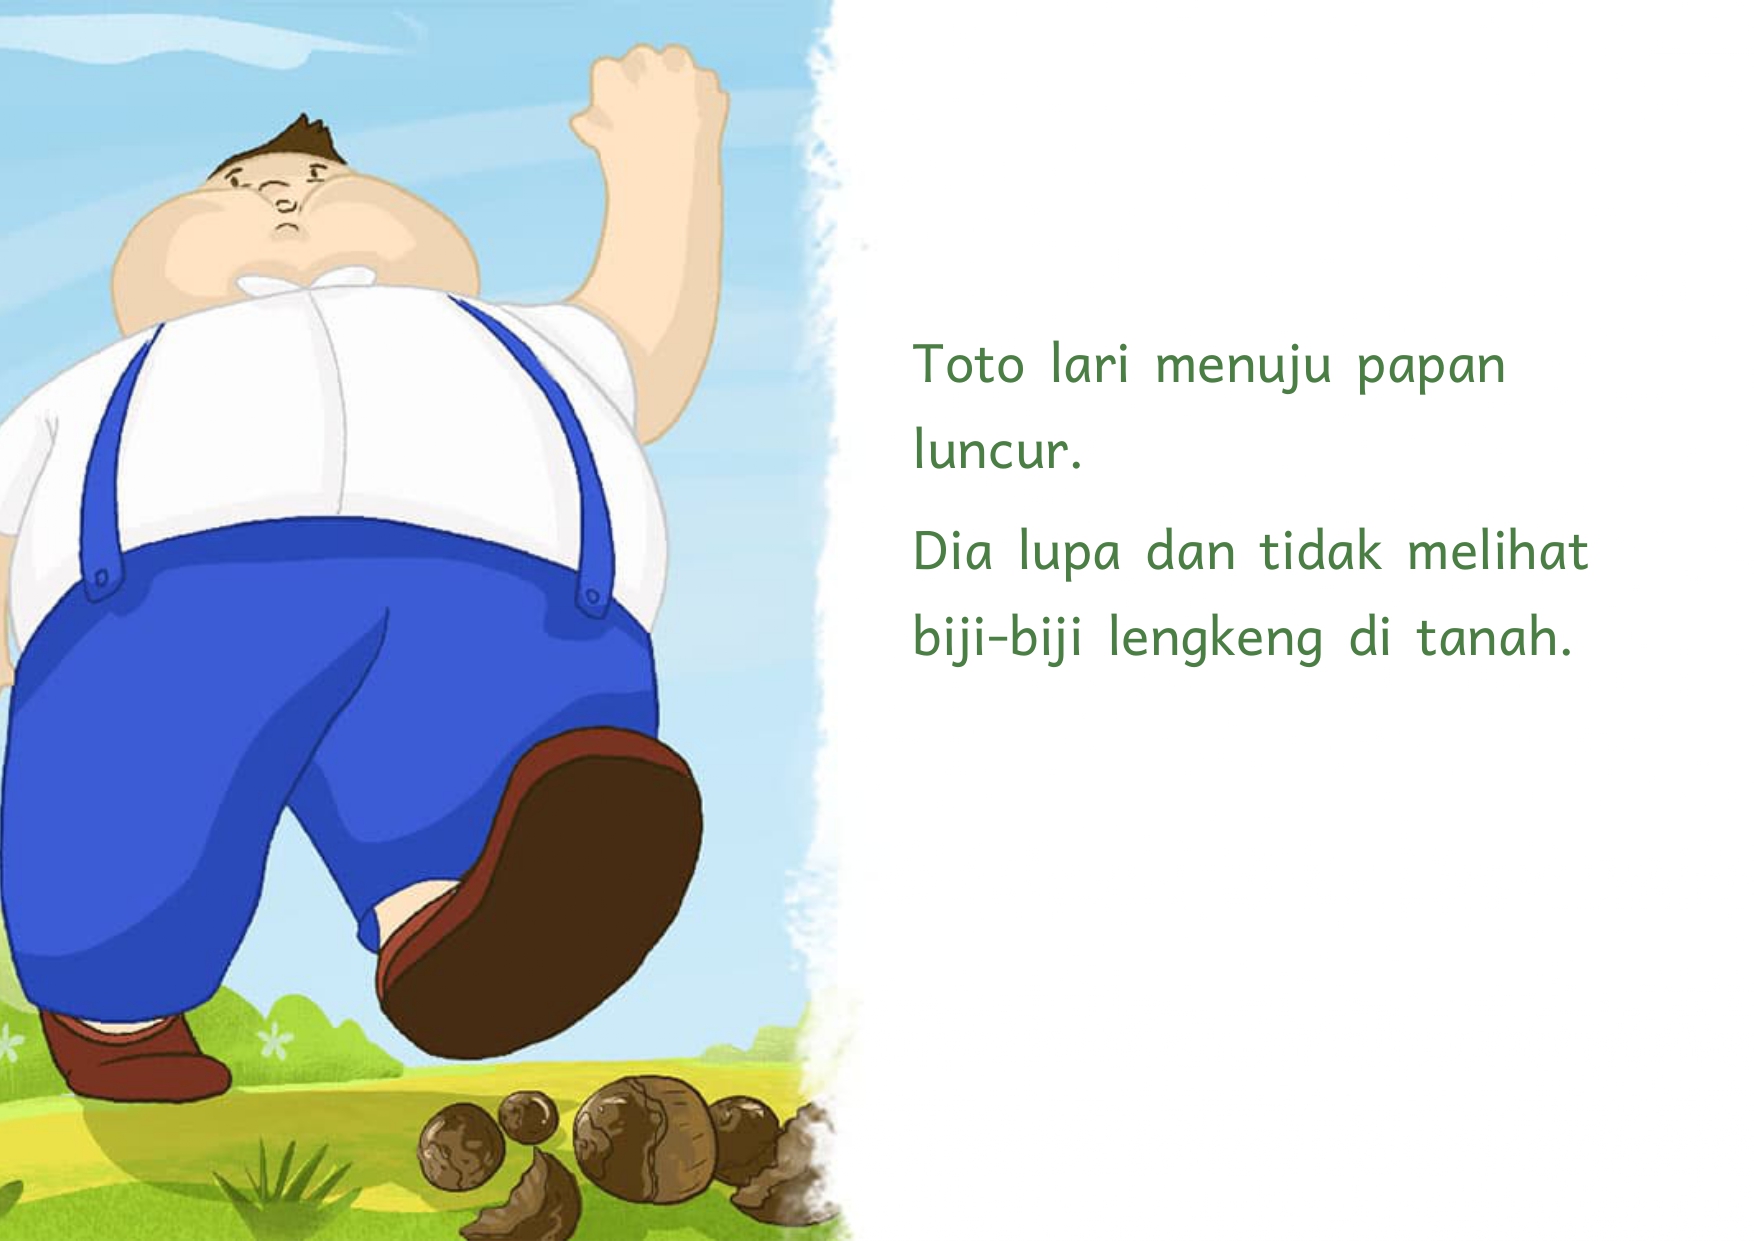 Toto lari menuju papan
luncur.
Dia lupa dan tidak melihat
biji-biji lengkeng di tanah.